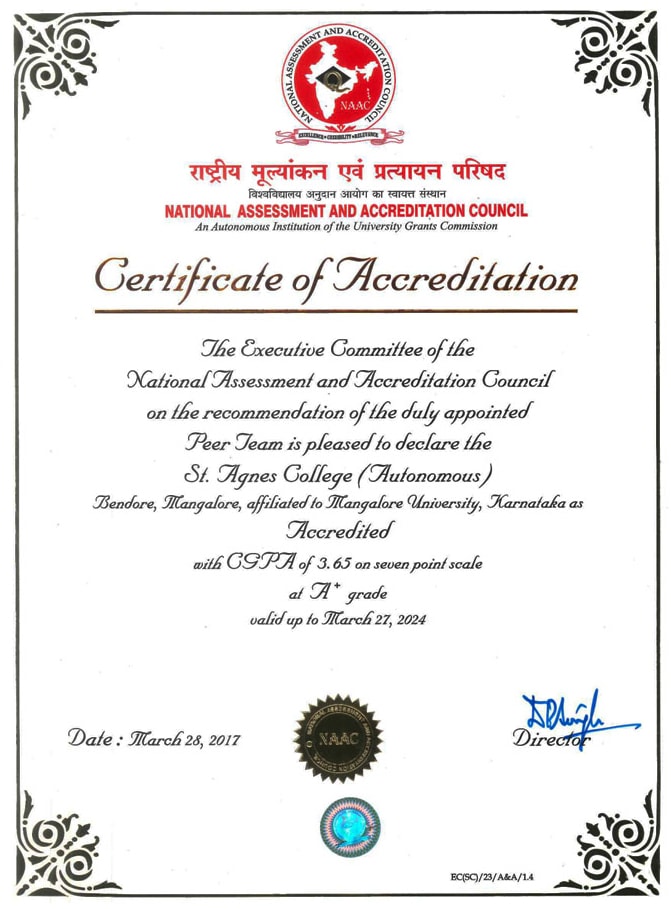 NATIONAL ASSESSMENT AND ACCREDITATION COUNCIL
NAAC
EXCELLENCE • CREDIBILITY • RELEVANCE
राष्ट्रीय मूल्यांकन एवं प्रत्यायन परिषद
विश्वविद्यालय अनुदान आयोग का स्वायत्त संस्थान
NATIONAL ASSESSMENT AND ACCREDITATION COUNCIL
An Autonomous Institution of the University Grants Commission
Certificate of Accreditation
The Executive Committee of the
National Assessment and Accreditation Council
on the recommendation of the duly appointed
Peer Team is pleased to declare the
St. Agnes College (Autonomous)
Bendore, Mangalore, affiliated to Mangalore University, Karnataka as
Accredited
with CGPA of 3.65 on seven point scale
at A+ grade
valid up to March 27, 2024
Date : March 28, 2017
NAAC
Director
EC(SC)/23/A&A/1.4